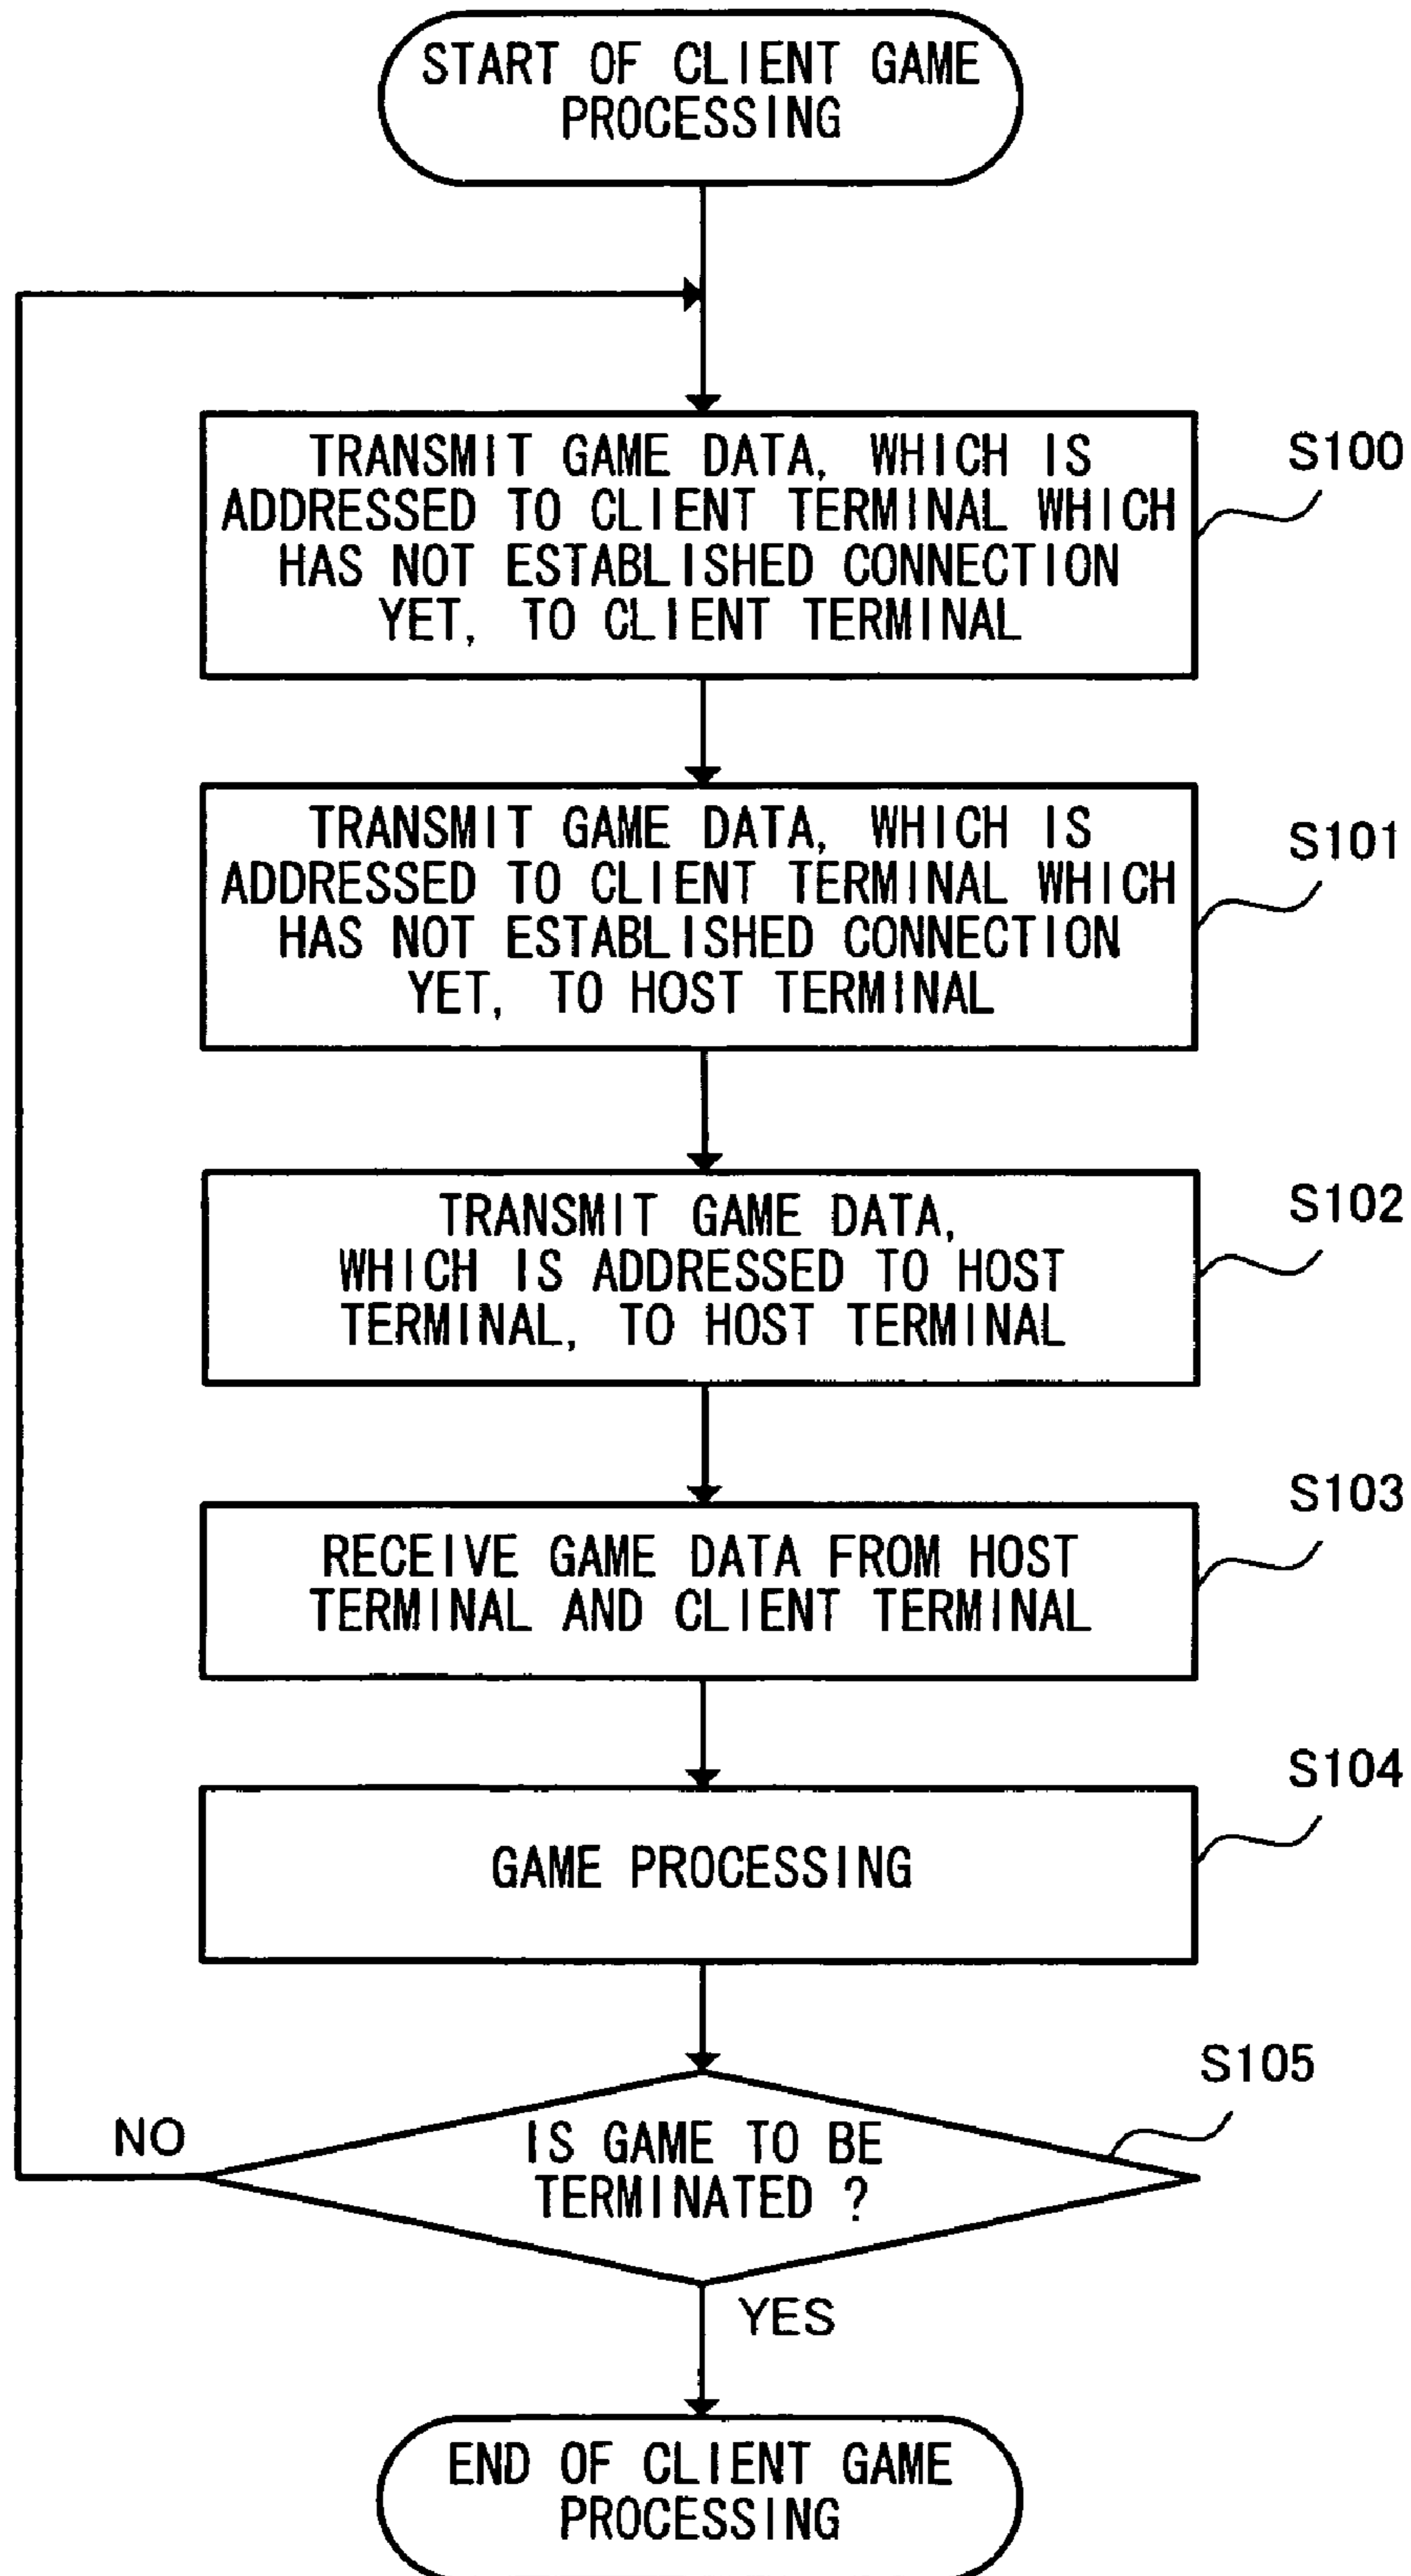 START OF CLIENT GAME
PROCESSING
TRANSMIT GAME DATA, WHICH IS
ADDRESSED TO CLIENT TERMINAL WHICH
HAS NOT ESTABLISHED CONNECTION
YET, TO CLIENT TERMINAL
S100
TRANSMIT GAME DATA, WHICH IS
ADDRESSED TO CLIENT TERMINAL WHICH
HAS NOT ESTABLISHED CONNECTION
YET, TO HOST TERMINAL
S101
TRANSMIT GAME DATA,
WHICH IS ADDRESSED TO HOST
TERMINAL, TO HOST TERMINAL
S102
RECEIVE GAME DATA FROM HOST
TERMINAL AND CLIENT TERMINAL
S103
GAME PROCESSING
S104
IS GAME TO BE
TERMINATED ?
S105
NO
YES
END OF CLIENT GAME
PROCESSING